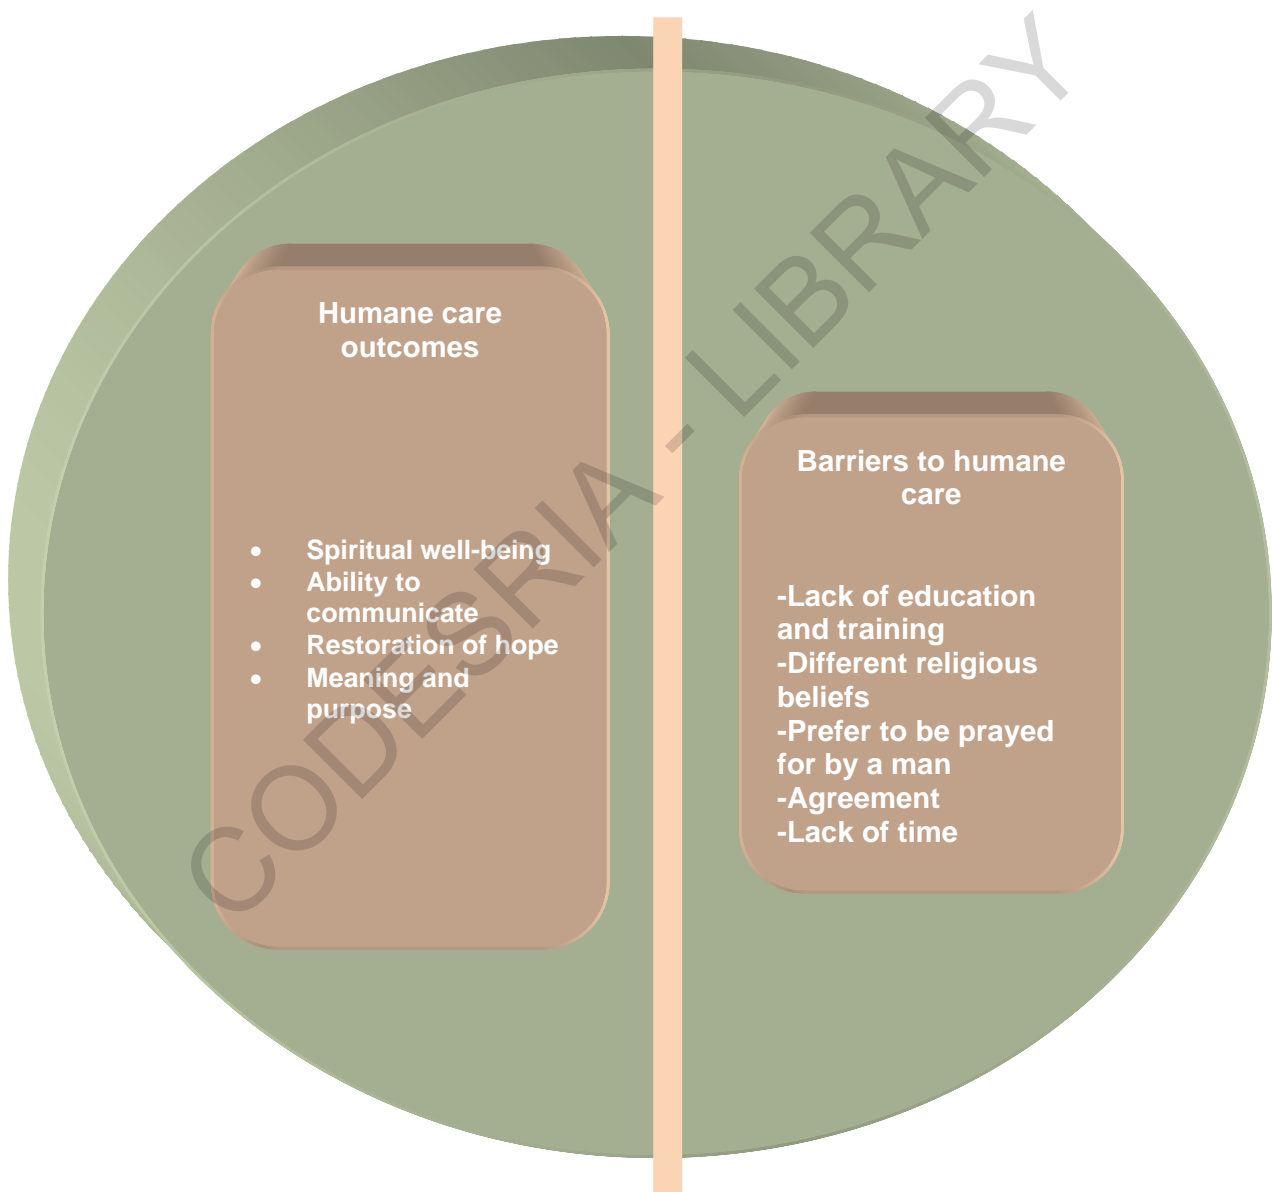 Humane care
outcomes
• Spiritual well-being
• Ability to
communicate
• Restoration of hope
• Meaning and
purpose
Barriers to humane
care
-Lack of education
and training
-Different religious
beliefs
-Prefer to be prayed
for by a man
-Agreement
-Lack of time
CODESRIA - LIBRARY